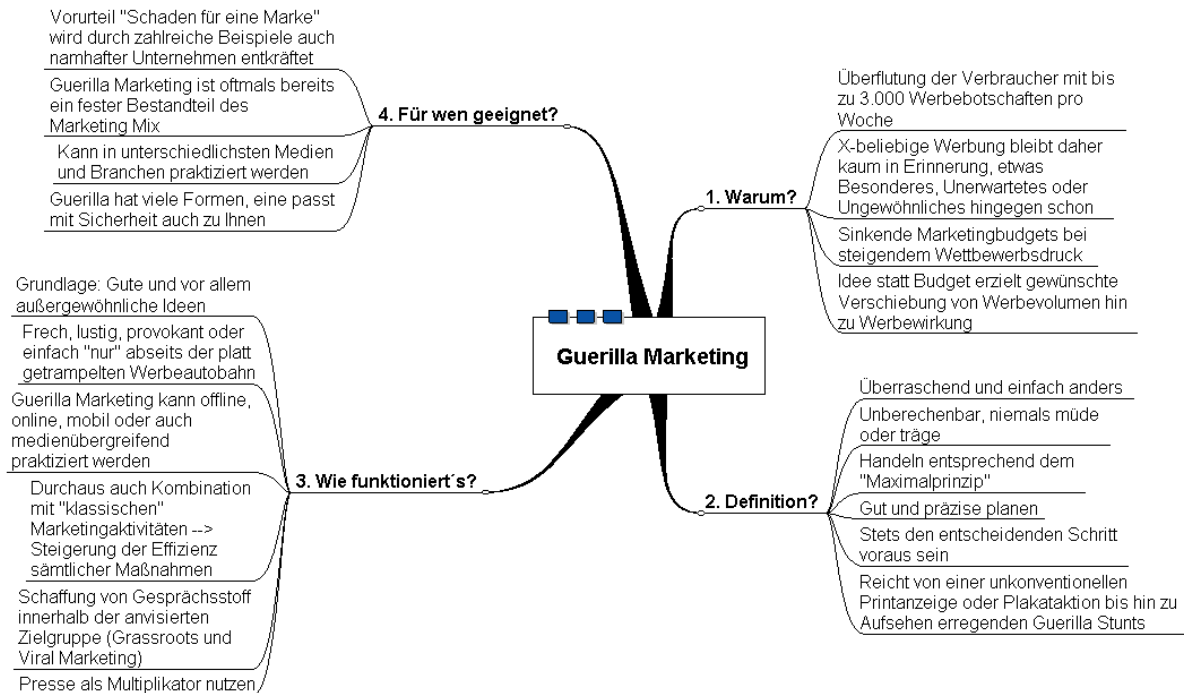 Guerilla Marketing
1. Warum?
Überflutung der Verbraucher mit bis
zu 3.000 Werbebotschaften pro
Woche
X-beliebige Werbung bleibt daher
kaum in Erinnerung, etwas
Besonderes, Unerwartetes oder
Ungewöhnliches hingegen schon
Sinkende Marketingbudgets bei
steigendem Wettbewerbsdruck
Idee statt Budget erzielt gewünschte
Verschiebung von Werbevolumen hin
zu Werbewirkung
2. Definition?
Überraschend und einfach anders
Unberechenbar, niemals müde
oder träge
Handeln entsprechend dem
"Maximalprinzip"
Gut und präzise planen
Stets den entscheidenden Schritt
voraus sein
Reicht von einer unkonventionellen
Printanzeige oder Plakataktion bis hin zu
Aufsehen erregenden Guerilla Stunts
3. Wie funktioniert´s?
Grundlage: Gute und vor allem
außergewöhnliche Ideen
Frech, lustig, provokant oder
einfach "nur" abseits der platt
getrampelten Werbeautobahn
Guerilla Marketing kann offline,
online, mobil oder auch
medienübergreifend
praktiziert werden
Durchaus auch Kombination
mit "klassischen"
Marketingaktivitäten -->
Steigerung der Effizienz
sämtlicher Maßnahmen
Schaffung von Gesprächsstoff
innerhalb der anvisierten
Zielgruppe (Grassroots und
Viral Marketing)
Presse als Multiplikator nutzen
4. Für wen geeignet?
Vorurteil "Schaden für eine Marke"
wird durch zahlreiche Beispiele auch
namhafter Unternehmen entkräftet
Guerilla Marketing ist oftmals bereits
ein fester Bestandteil des
Marketing Mix
Kann in unterschiedlichsten Medien
und Branchen praktiziert werden
Guerilla hat viele Formen, eine passt
mit Sicherheit auch zu Ihnen